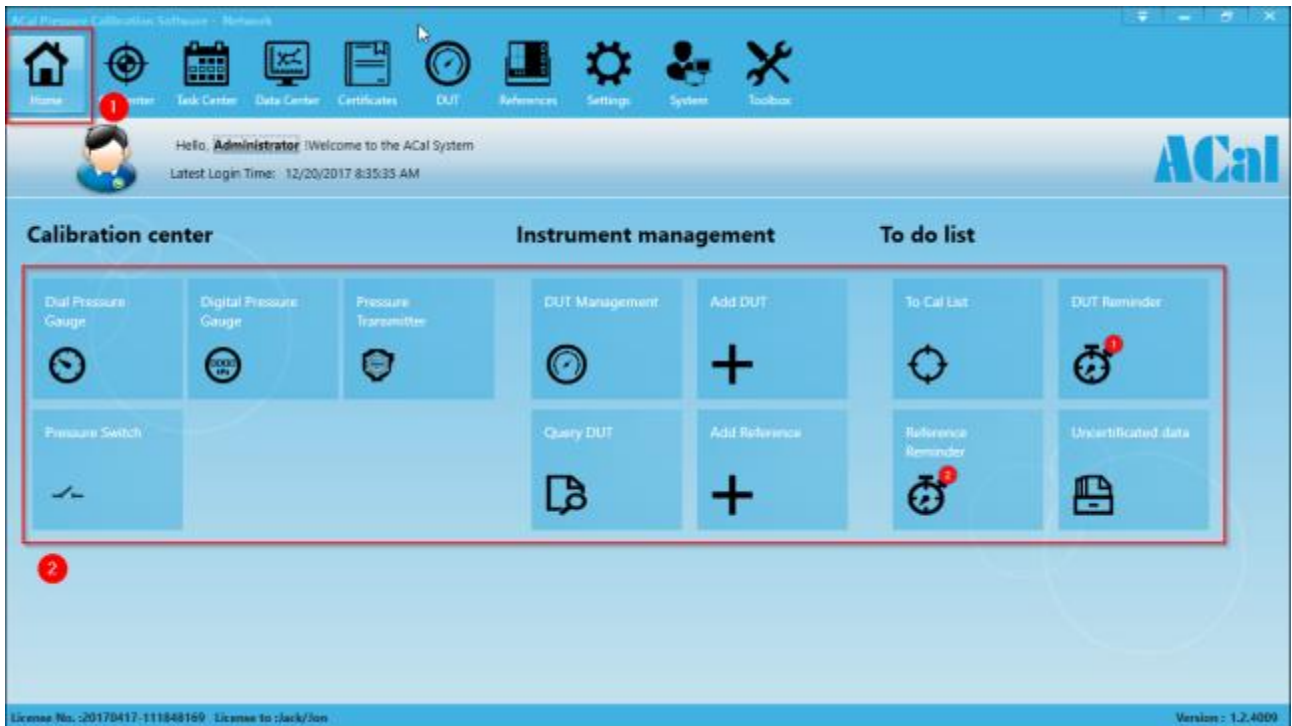 ACal Pressure Calibration Software - Network
Home
Task Center
Data Center
Certificates
DUT
References
Settings
System
Toolbox
1
Hello, Administrator !Welcome to the ACal System
Latest Login Time: 12/20/2017 8:35:35 AM
ACal
Calibration center
Instrument management
To do list
Dial Pressure
Gauge
Digital Pressure
Gauge
Pressure
Transmitter
DUT Management
Add DUT
To Cal List
DUT Reminder
1
Pressure Switch
Query DUT
Add Reference
Reference
Reminder
2
Uncertificated data
2
License No. :20170417-111848169 License to :Jack/Jon
Version : 1.2.4009